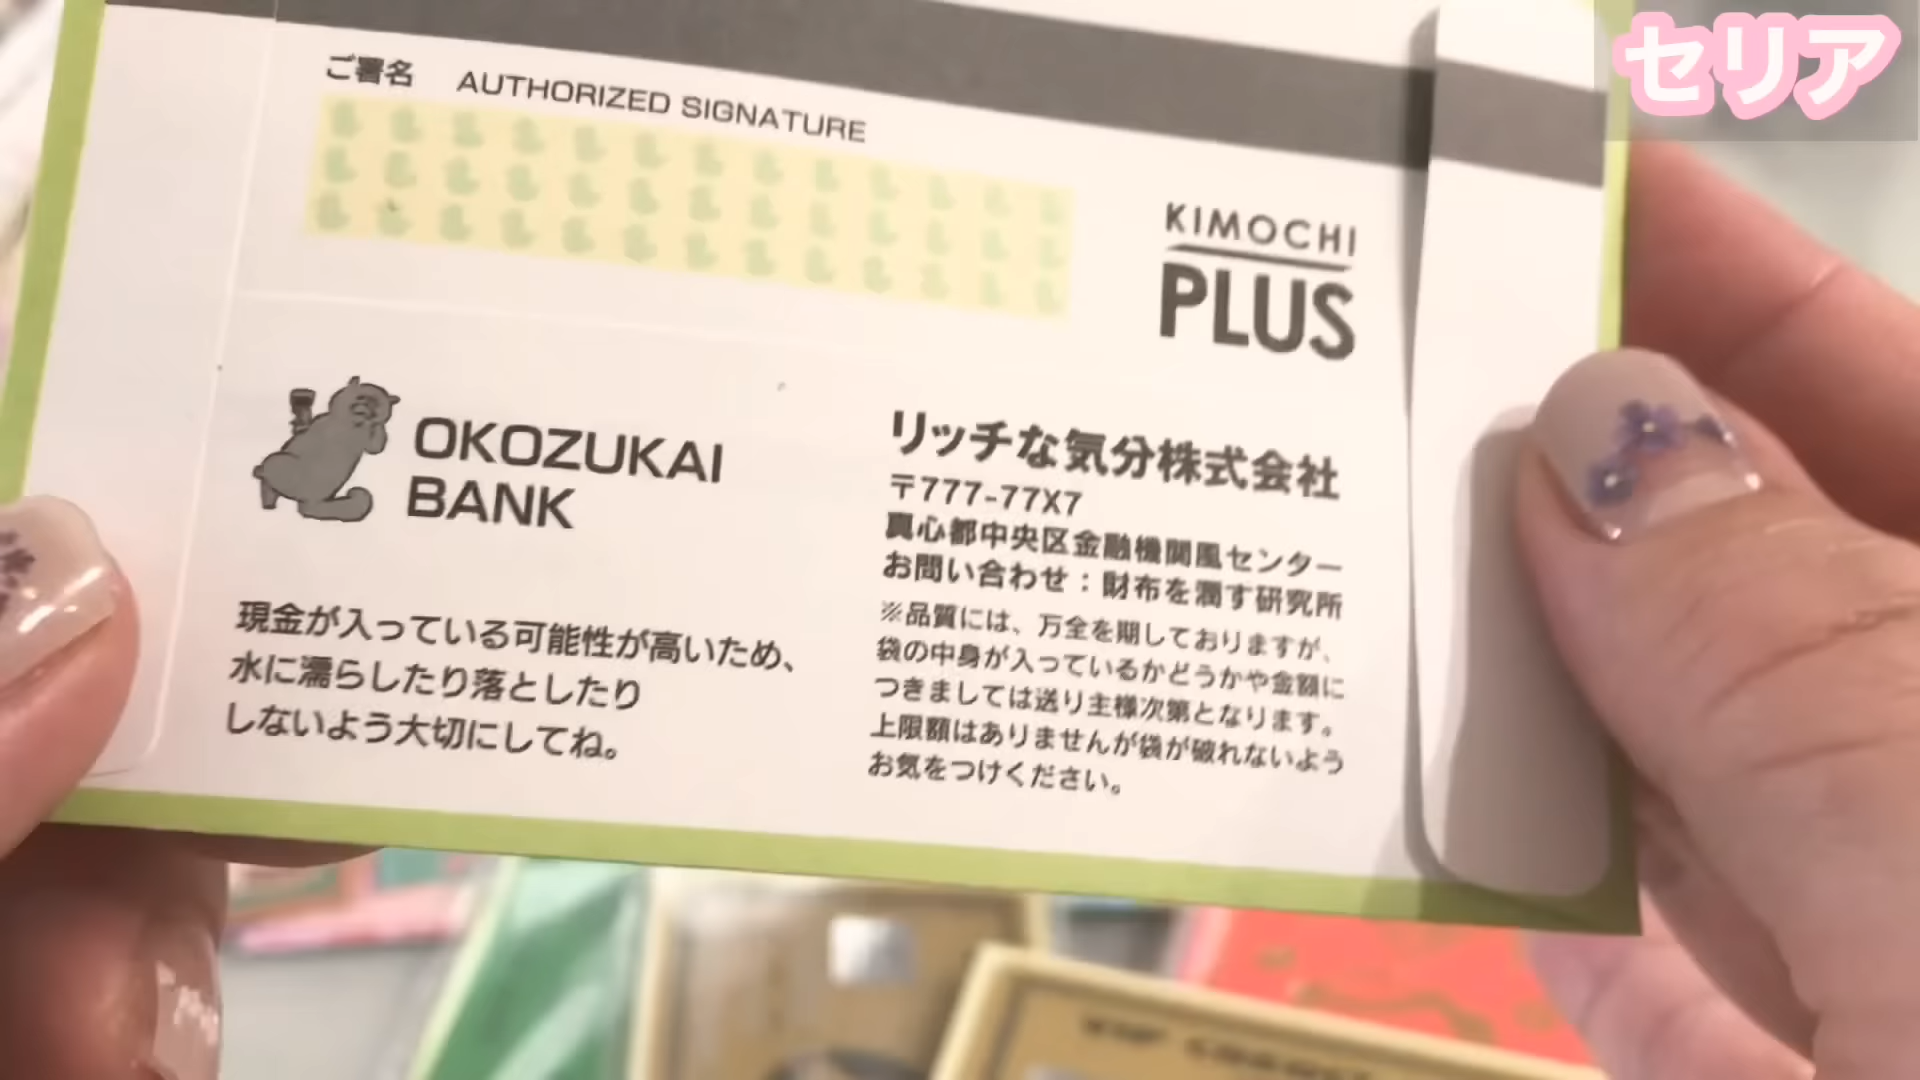 セリア
ご署名 AUTHORIZED SIGNATURE
KIMOCHI
PLUS
OKOZUKAI
BANK
現金が入っている可能性が高いため、
水に濡らしたり落としたり
しないよう大切にしてね。
リッチな気分株式会社
〒777-77X7
真心都中央区金融機関風センター
お問い合わせ：財布を潤す研究所
※品質には、万全を期しておりますが、
袋の中身が入っているかどうかや金額に
つきましては送り主様次第となります。
上限額はありませんが袋が破れないよう
お気をつけください。